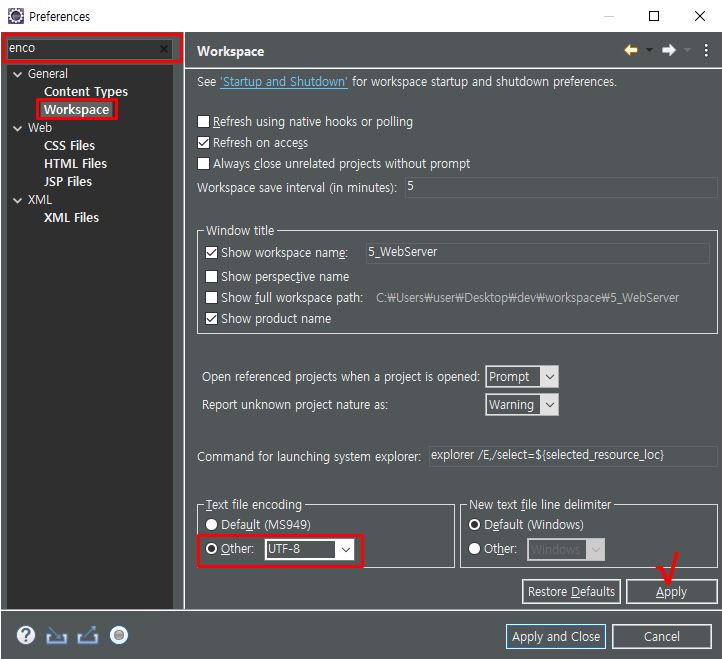 Preferences
enco
Workspace
General
Content Types
Workspace
Web
CSS Files
HTML Files
JSP Files
XML
XML Files
See 'Startup and Shutdown' for workspace startup and shutdown preferences.
Refresh using native hooks or polling
Refresh on access
Always close unrelated projects without prompt
Workspace save interval (in minutes): 5
Window title
Show workspace name: 5_WebServer
Show perspective name
Show full workspace path: C:₩Users₩user₩Desktop₩dev₩workspace₩5_WebServer
Show product name
Open referenced projects when a project is opened: Prompt
Report unknown project nature as: Warning
Command for launching system explorer: explorer /E,/select=${selected_resource_loc}
Text file encoding
Default (MS949)
Other: UTF-8
New text file line delimiter
Default (Windows)
Other: Windows
Restore Defaults
Apply
Apply and Close
Cancel